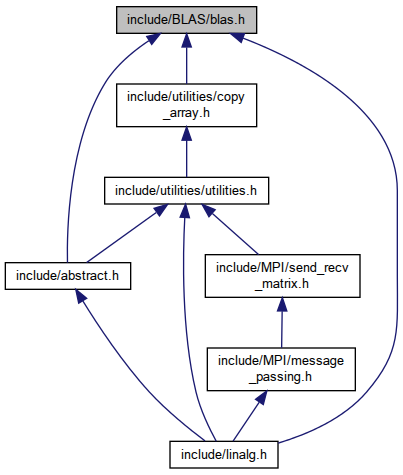 include/BLAS/blas.h
include/utilities/copy
_array.h
include/utilities/utilities.h
include/abstract.h
include/MPI/send_recv
_matrix.h
include/MPI/message
_passing.h
include/linalg.h